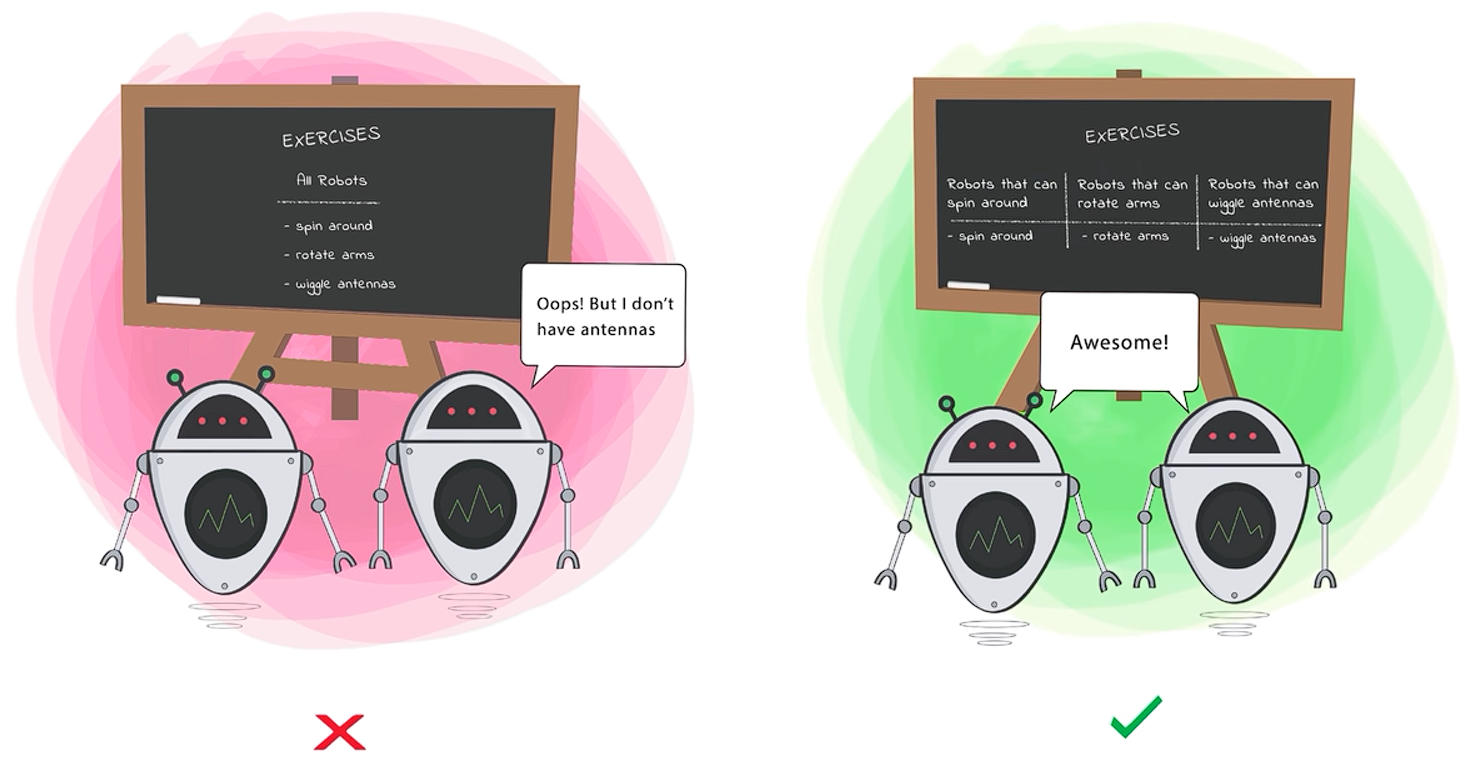 EXERCISES
All Robots
- spin around
- rotate arms
- wiggle antennas
Oops! But I don't
have antennas
EXERCISES
Robots that can
spin around
- spin around
Robots that can
rotate arms
- rotate arms
Robots that can
wiggle antennas
- wiggle antennas
Awesome!